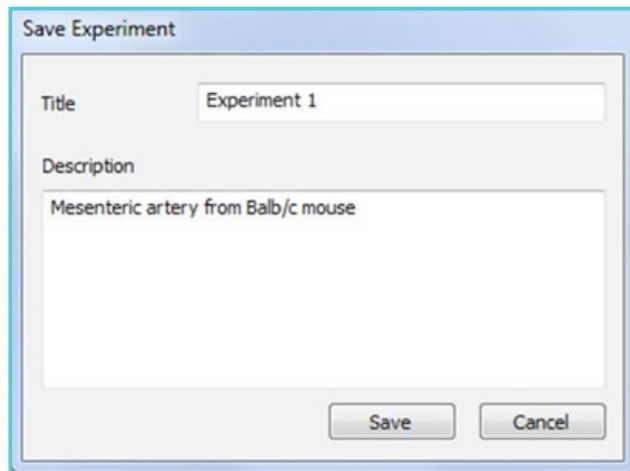 Save Experiment
Title
Experiment 1
Description
Mesenteric artery from Balb/c mouse
Save
Cancel